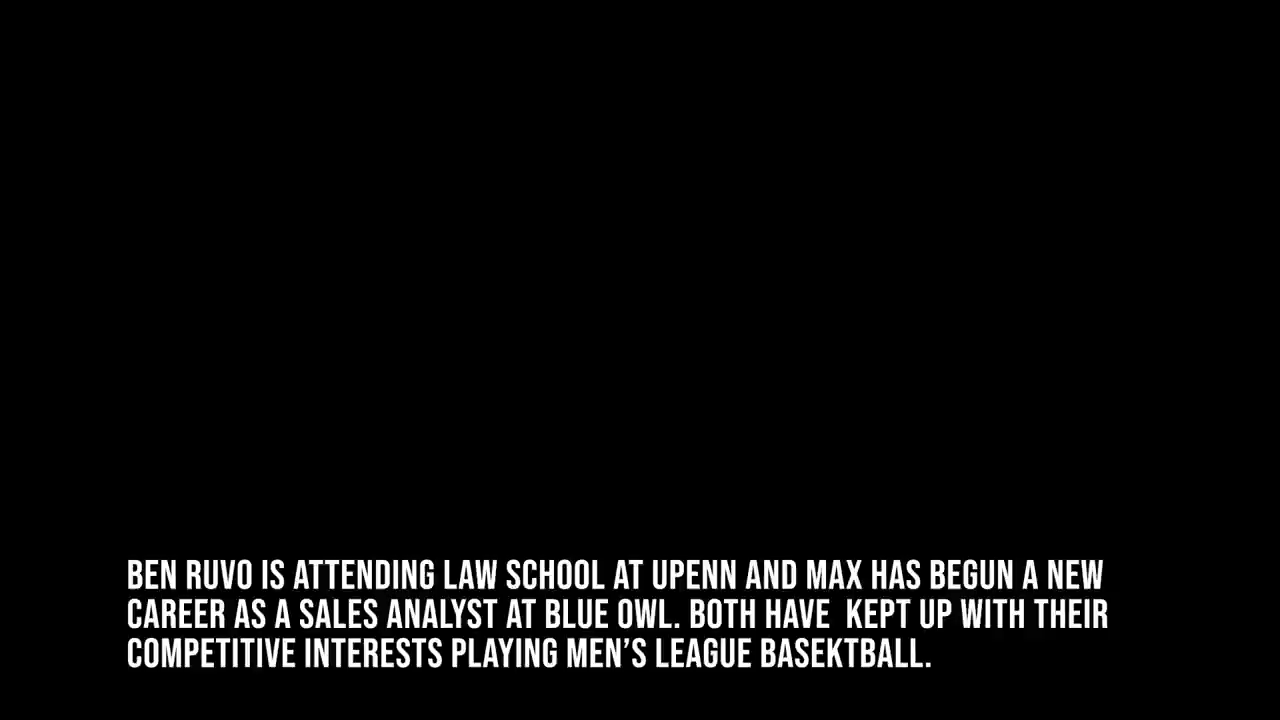 BEN RUVO IS ATTENDING LAW SCHOOL AT UPENN AND MAX HAS BEGUN A NEW
CAREER AS A SALES ANALYST AT BLUE OWL. BOTH HAVE  KEPT UP WITH THEIR
COMPETITIVE INTERESTS PLAYING MEN’S LEAGUE BASEKTBALL.